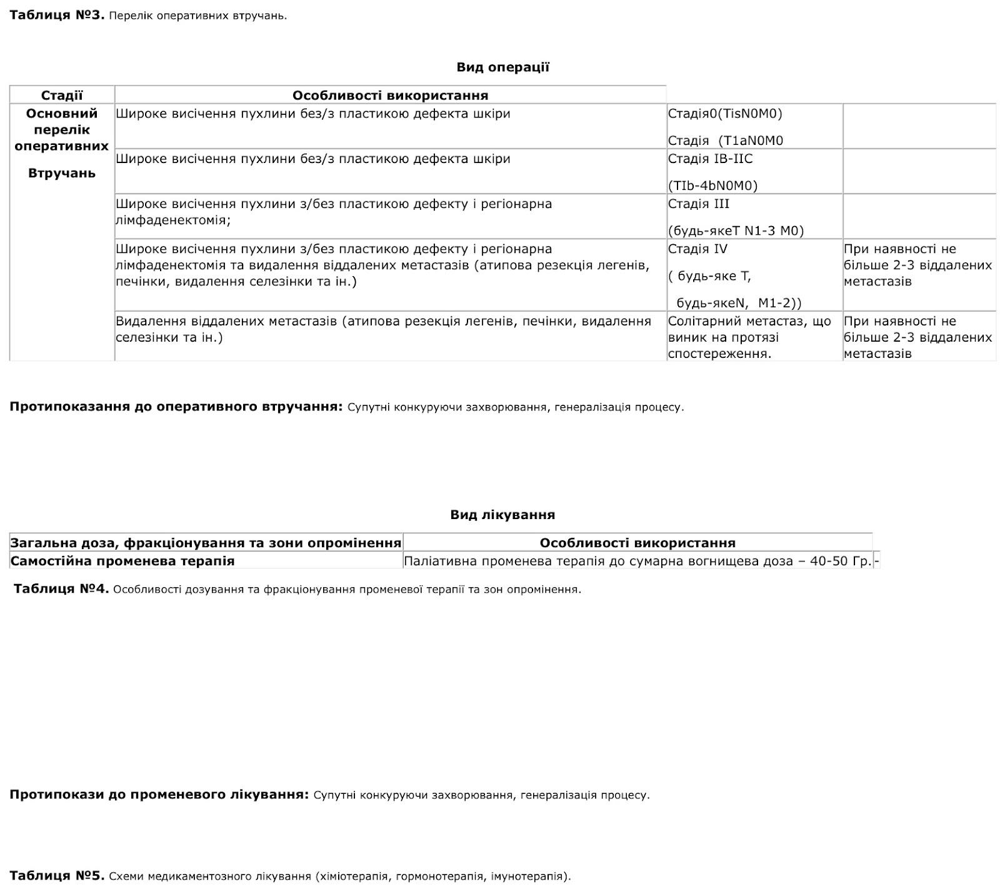 Таблиця №3. Перелік оперативних втручань.
Вид операції
Стадії
Особливості використання
Основний
перелік
оперативних
Втручань
Широке висічення пухлини без/з пластикою дефекта шкіри
Стадія0(TisN0M0)
Стадія (T1aN0M0
Широке висічення пухлини без/з пластикою дефекта шкіри
Стадія IB-IIC
(TIb-4bN0M0)
Широке висічення пухлини з/без пластикою дефекту і регіонарна
лімфаденектомія;
Стадія III
(будь-якеT N1-3 M0)
Широке висічення пухлини з/без пластикою дефекту і регіонарна
лімфаденектомія та видалення віддалених метастазів (атипова резекція легенів,
печінки, видалення селезінки та ін.)
Стадія IV
( будь-яке T,
будь-якеN, M1-2))
При наявності не
більше 2-3 віддалених
метастазів
Видалення віддалених метастазів (атипова резекція легенів, печінки, видалення
селезінки та ін.)
Солітарний метастаз, що
виник на протязі
спостереження.
При наявності не
більше 2-3 віддалених
метастазів
Протипоказання до оперативного втручання: Супутні конкуруючи захворювання, генералізація процесу.
Вид лікування
Загальна доза, фракціонування та зони опромінення
Особливості використання
Самостійна променева терапія
Паліативна променева терапія до сумарна вогнищева доза – 40-50 Гр.
-
Таблиця №4. Особливості дозування та фракціонування променевої терапії та зон опромінення.
Протипокази до променевого лікування: Супутні конкуруючи захворювання, генералізація процесу.
Таблиця №5. Схеми медикаментозного лікування (хіміотерапія, гормонотерапія, імунотерапія).